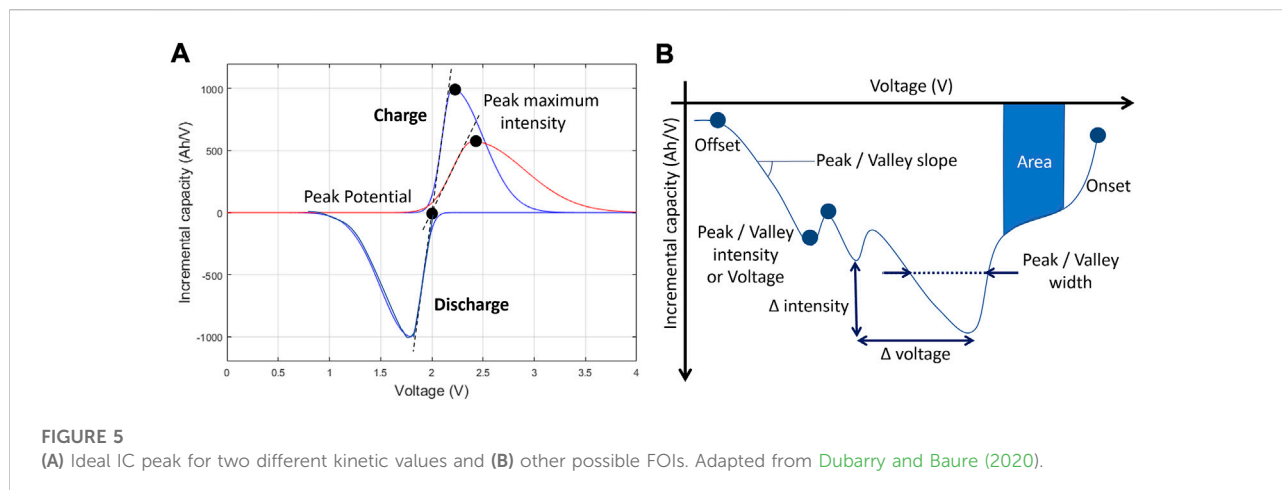 A
Incremental capacity (Ah/V)
1000
500
0
-500
-1000
Charge
Peak maximum
intensity
Peak Potential
Discharge
0
0.5
1
1.5
2
2.5
3
3.5
4
Voltage (V)
B
Voltage (V)
Incremental capacity (Ah/V)
Offset
Peak / Valley slope
Area
Onset
Peak / Valley
intensity
or Voltage
Δ intensity
Peak / Valley
width
Δ voltage
FIGURE 5
(A) Ideal IC peak for two different kinetic values and (B) other possible FOIs. Adapted from Dubarry and Baure (2020).